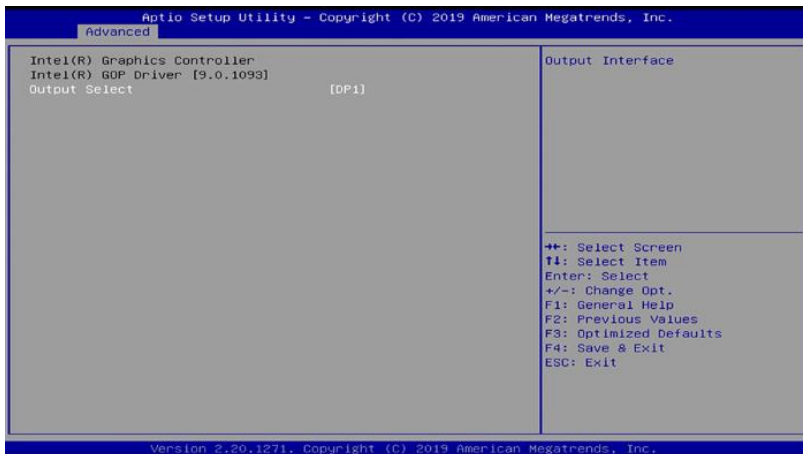 Aptio Setup Utility – Copyright (C) 2019 American Megatrends, Inc.
Advanced
Intel(R) Graphics Controller
Intel(R) GOP Driver [9.0.1093]
Output Select [DP1]
Output Interface
→←: Select Screen
↑↓: Select Item
Enter: Select
+/-: Change Opt.
F1: General Help
F2: Previous Values
F3: Optimized Defaults
F4: Save & Exit
ESC: Exit
Version 2.20.1271. Copyright (C) 2019 American Megatrends, Inc.